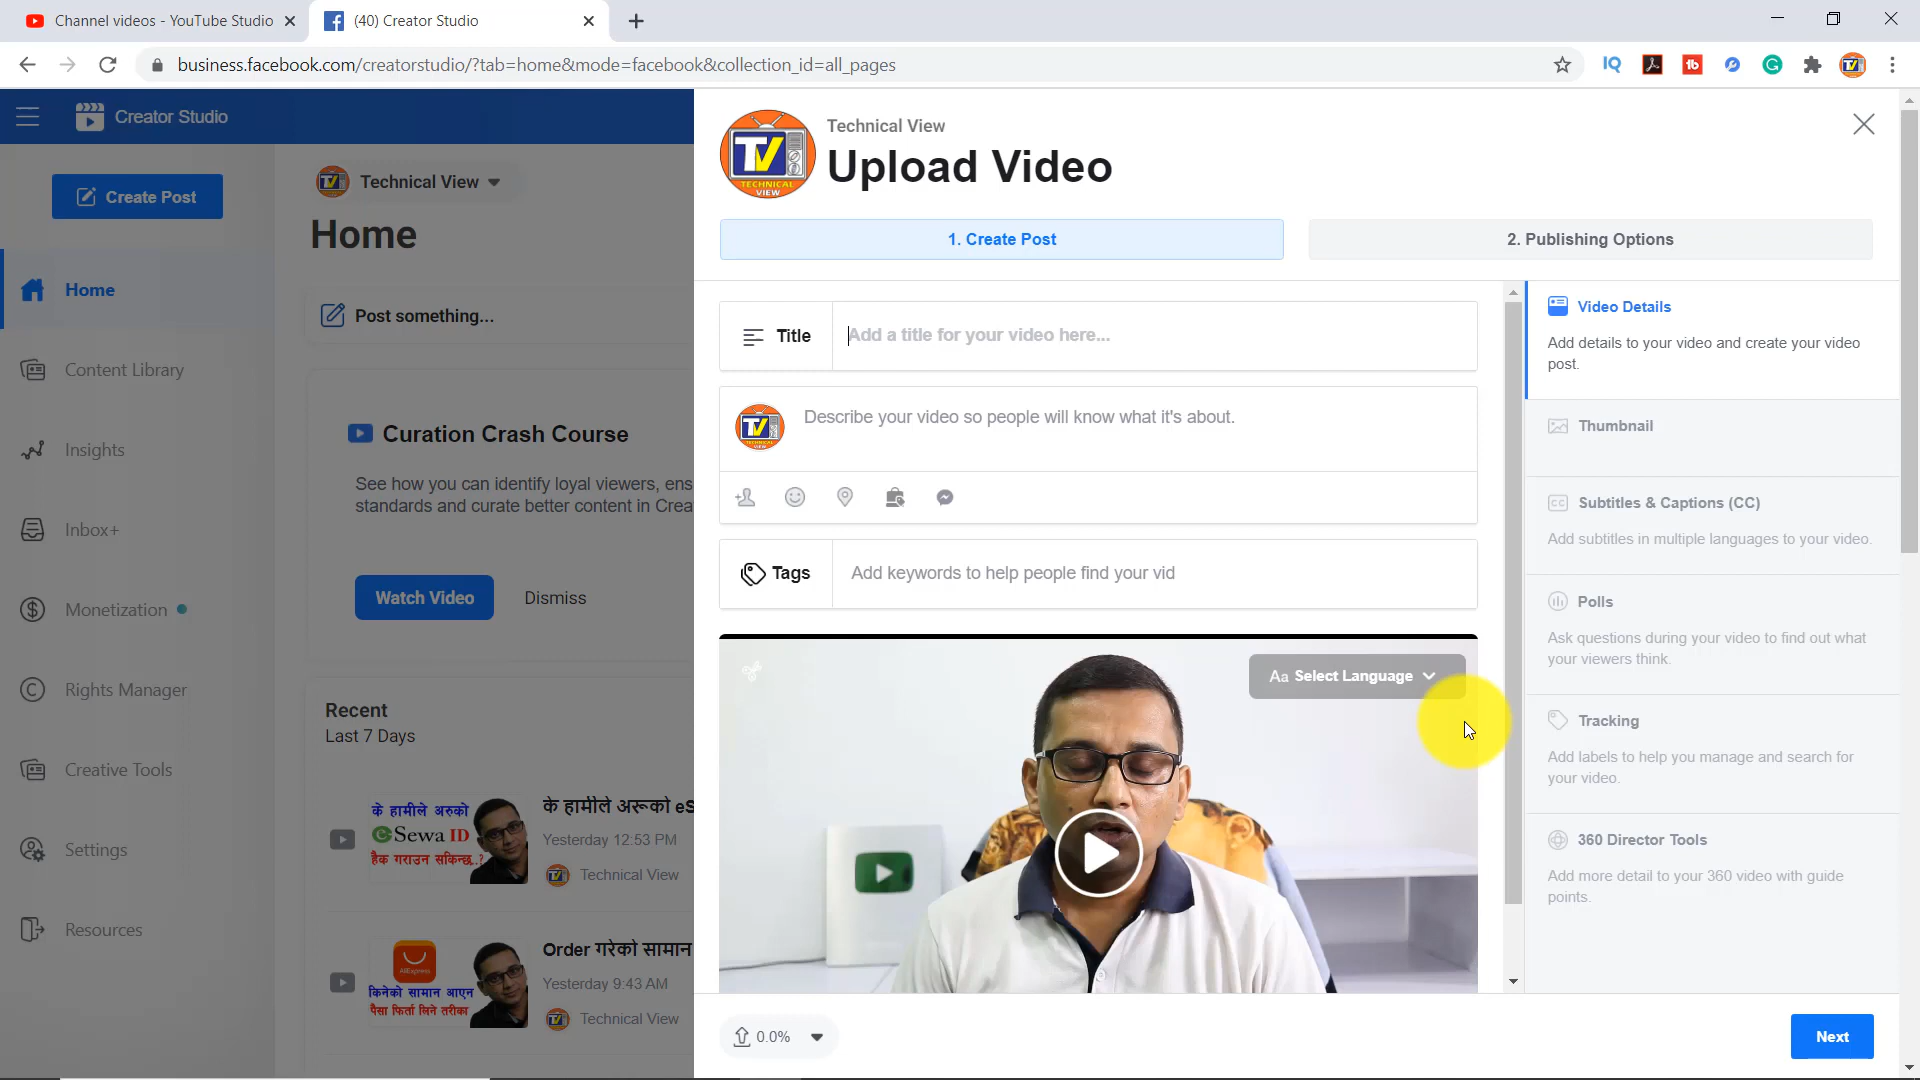 Channel videos - YouTube Studio
(40) Creator Studio
business.facebook.com/creatorstudio/?tab=home&mode=facebook&collection_id=all_pages
Creator Studio
Create Post
Home
Content Library
Insights
Inbox+
Monetization
Rights Manager
Creative Tools
Settings
Resources
Technical View
Home
Post something...
Curation Crash Course
See how you can identify loyal viewers, ens
standards and curate better content in Crea
Watch Video
Dismiss
Recent
Last 7 Days
के हामीले अरुको
eSewa ID
हैक गराउन सकिन्छ..?
के हामीले अरूको eS
Yesterday 12:53 PM
Technical View
AliExpress
किनेको सामान आएन
पैसा फिर्ता लिने तरीका
Order गरेको सामान
Yesterday 9:43 AM
Technical View
TV
TECHNICAL
VIEW
Technical View
Upload Video
1. Create Post
2. Publishing Options
Title
Add a title for your video here...
Describe your video so people will know what it's about.
Tags
Add keywords to help people find your vid
Aa Select Language
0.0%
Video Details
Add details to your video and create your video
post.
Thumbnail
CC Subtitles & Captions (CC)
Add subtitles in multiple languages to your video.
Polls
Ask questions during your video to find out what
your viewers think.
Tracking
Add labels to help you manage and search for
your video.
360 Director Tools
Add more detail to your 360 video with guide
points.
Next